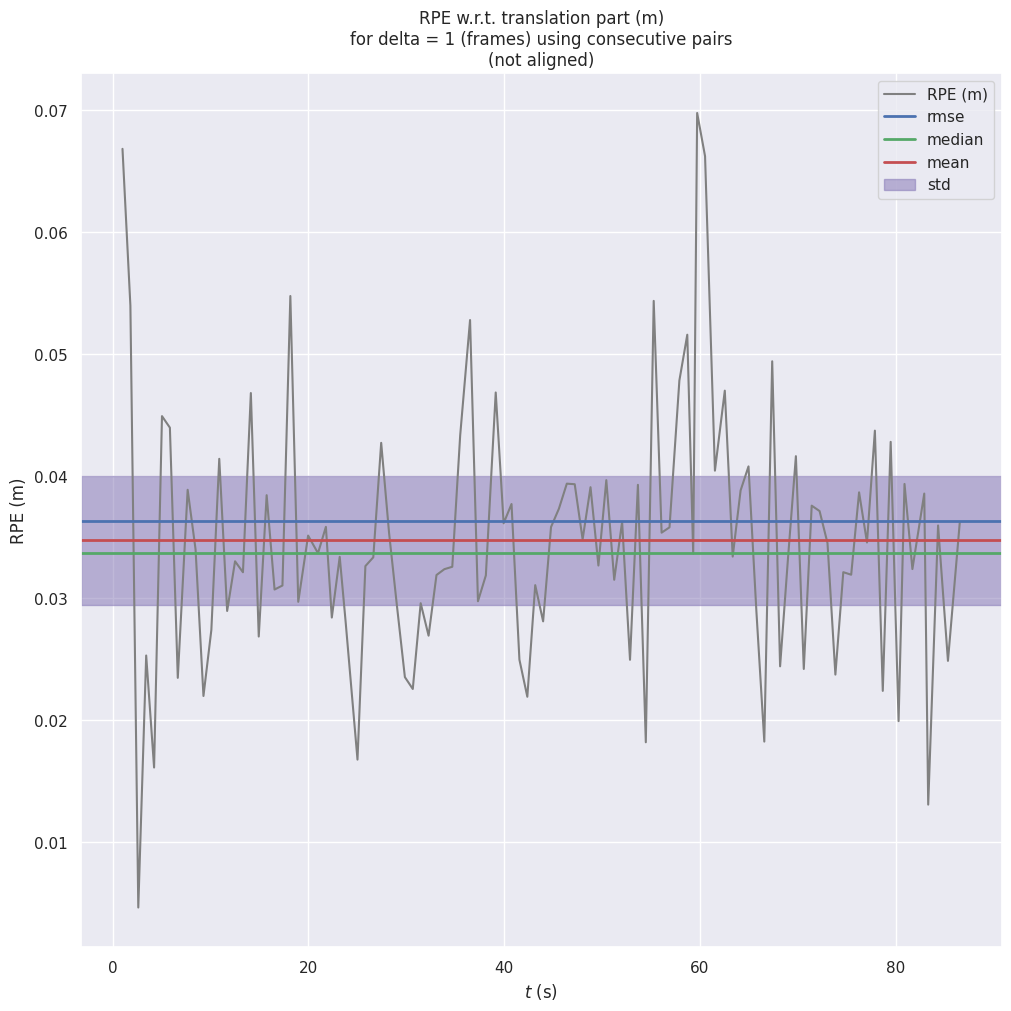 RPE w.r.t. translation part (m)
for delta = 1 (frames) using consecutive pairs
(not aligned)
RPE (m)
rmse
median
mean
std
0.07
0.06
0.05
0.04
0.03
0.02
0.01
RPE (m)
0
20
40
60
80
t (s)